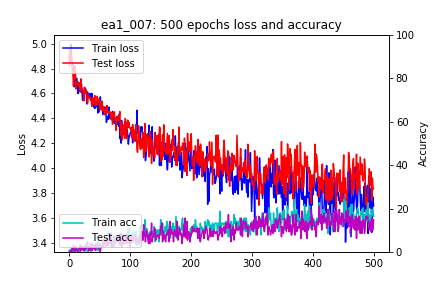 ea1_007: 500 epochs loss and accuracy
Train loss
Test loss
Train acc
Test acc
Loss
Accuracy
5.0
4.8
4.6
4.4
4.2
4.0
3.8
3.6
3.4
100
80
60
40
20
0
0 100 200 300 400 500